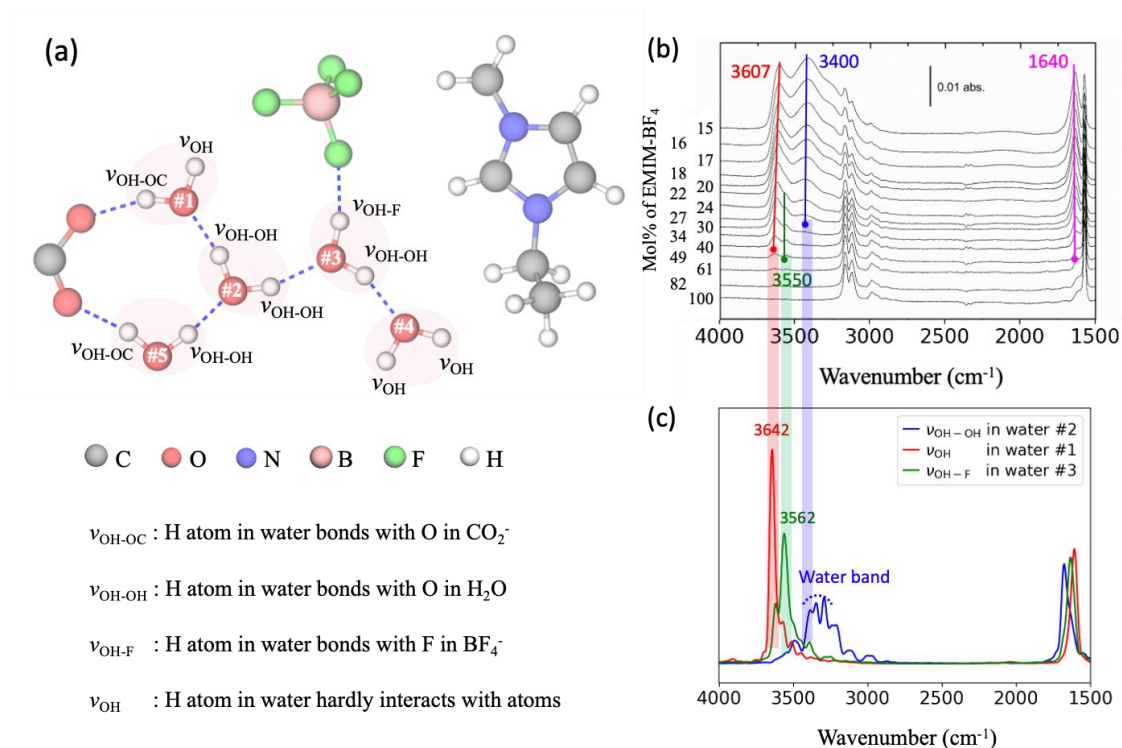 (a)
νOH
νOH-OC
#1
νOH-F
νOH-OH
νOH-OH
#3
#2
νOH-OH
#4
νOH-OC
#5
νOH-OH
νOH
νOH
C O N B F H
νOH-OC : H atom in water bonds with O in CO2-
νOH-OH : H atom in water bonds with O in H2O
νOH-F : H atom in water bonds with F in BF4-
νOH : H atom in water hardly interacts with atoms
(b)
3607
3400
1640
0.01 abs.
Mol% of EMIM-BF4
15
16
17
18
20
22
24
27
30
34
40
49
61
82
100
3550
4000 3500 3000 2500 2000 1500
Wavenumber (cm-1)
(c)
3642
3562
Water band
νOH−OH in water #2
νOH in water #1
νOH−F in water #3
4000 3500 3000 2500 2000 1500
Wavenumber (cm-1)